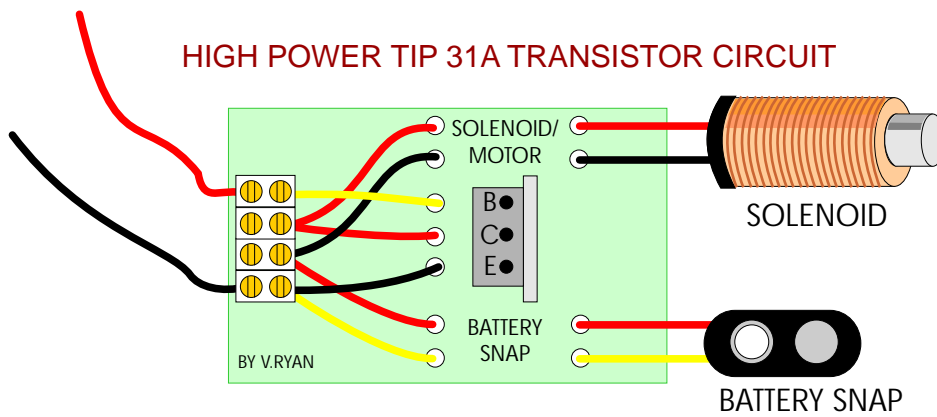 HIGH POWER TIP 31A TRANSISTOR CIRCUIT
SOLENOID/
MOTOR
B
C
E
SOLENOID
BATTERY
SNAP
BY V.RYAN
BATTERY SNAP